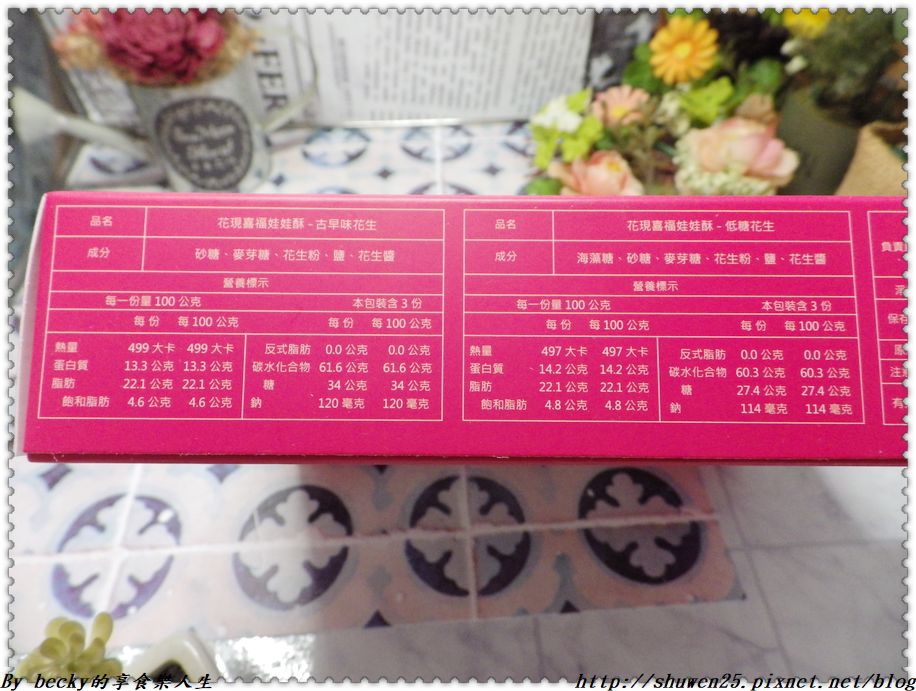 FFER
品名 花現囍福娃娃酥 - 古早味花生
成分 砂糖、麥芽糖、花生粉、鹽、花生醬
營養標示
每一份量 100 公克 本包裝含 3 份
每 份 每 100 公克 每 份 每 100 公克
熱量 499 大卡 499 大卡 反式脂肪 0.0 公克 0.0 公克
蛋白質 13.3 公克 13.3 公克 碳水化合物 61.6 公克 61.6 公克
脂肪 22.1 公克 22.1 公克 糖 34 公克 34 公克
飽和脂肪 4.6 公克 4.6 公克 鈉 120 毫克 120 毫克
品名 花現囍福娃娃酥 - 低糖花生
成分 海藻糖、砂糖、麥芽糖、花生粉、鹽、花生醬
營養標示
每一份量 100 公克 本包裝含 3 份
每 份 每 100 公克 每 份 每 100 公克
熱量 497 大卡 497 大卡 反式脂肪 0.0 公克 0.0 公克
蛋白質 14.2 公克 14.2 公克 碳水化合物 60.3 公克 60.3 公克
脂肪 22.1 公克 22.1 公克 糖 27.4 公克 27.4 公克
飽和脂肪 4.8 公克 4.8 公克 鈉 114 毫克 114 毫克
負責
保存
注意
By becky的享食樂人生
http://shuwen25.pixnet.net/blog